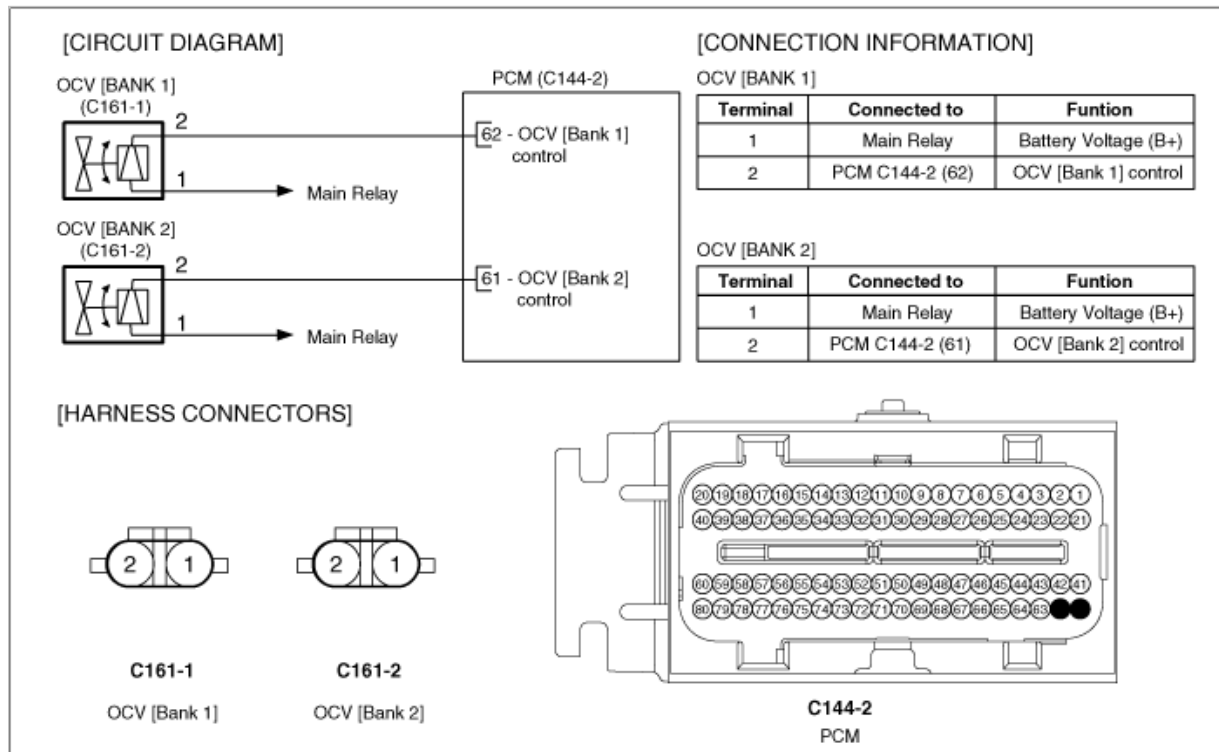 [CIRCUIT DIAGRAM]
OCV [BANK 1]
(C161-1)
2
1
Main Relay
OCV [BANK 2]
(C161-2)
2
1
Main Relay
PCM (C144-2)
62 - OCV [Bank 1]
control
61 - OCV [Bank 2]
control
[CONNECTION INFORMATION]
OCV [BANK 1]
Terminal Connected to Funtion
1 Main Relay Battery Voltage (B+)
2 PCM C144-2 (62) OCV [Bank 1] control
OCV [BANK 2]
Terminal Connected to Funtion
1 Main Relay Battery Voltage (B+)
2 PCM C144-2 (61) OCV [Bank 2] control
[HARNESS CONNECTORS]
2 1
C161-1
OCV [Bank 1]
2 1
C161-2
OCV [Bank 2]
20 19 18 17 16 15 14 13 12 11 10 9 8 7 6 5 4 3 2 1
40 39 38 37 36 35 34 33 32 31 30 29 28 27 26 25 24 23 22 21
60 59 58 57 56 55 54 53 52 51 50 49 48 47 46 45 44 43 42 41
80 79 78 77 76 75 74 73 72 71 70 69 68 67 66 65 64 63
C144-2
PCM